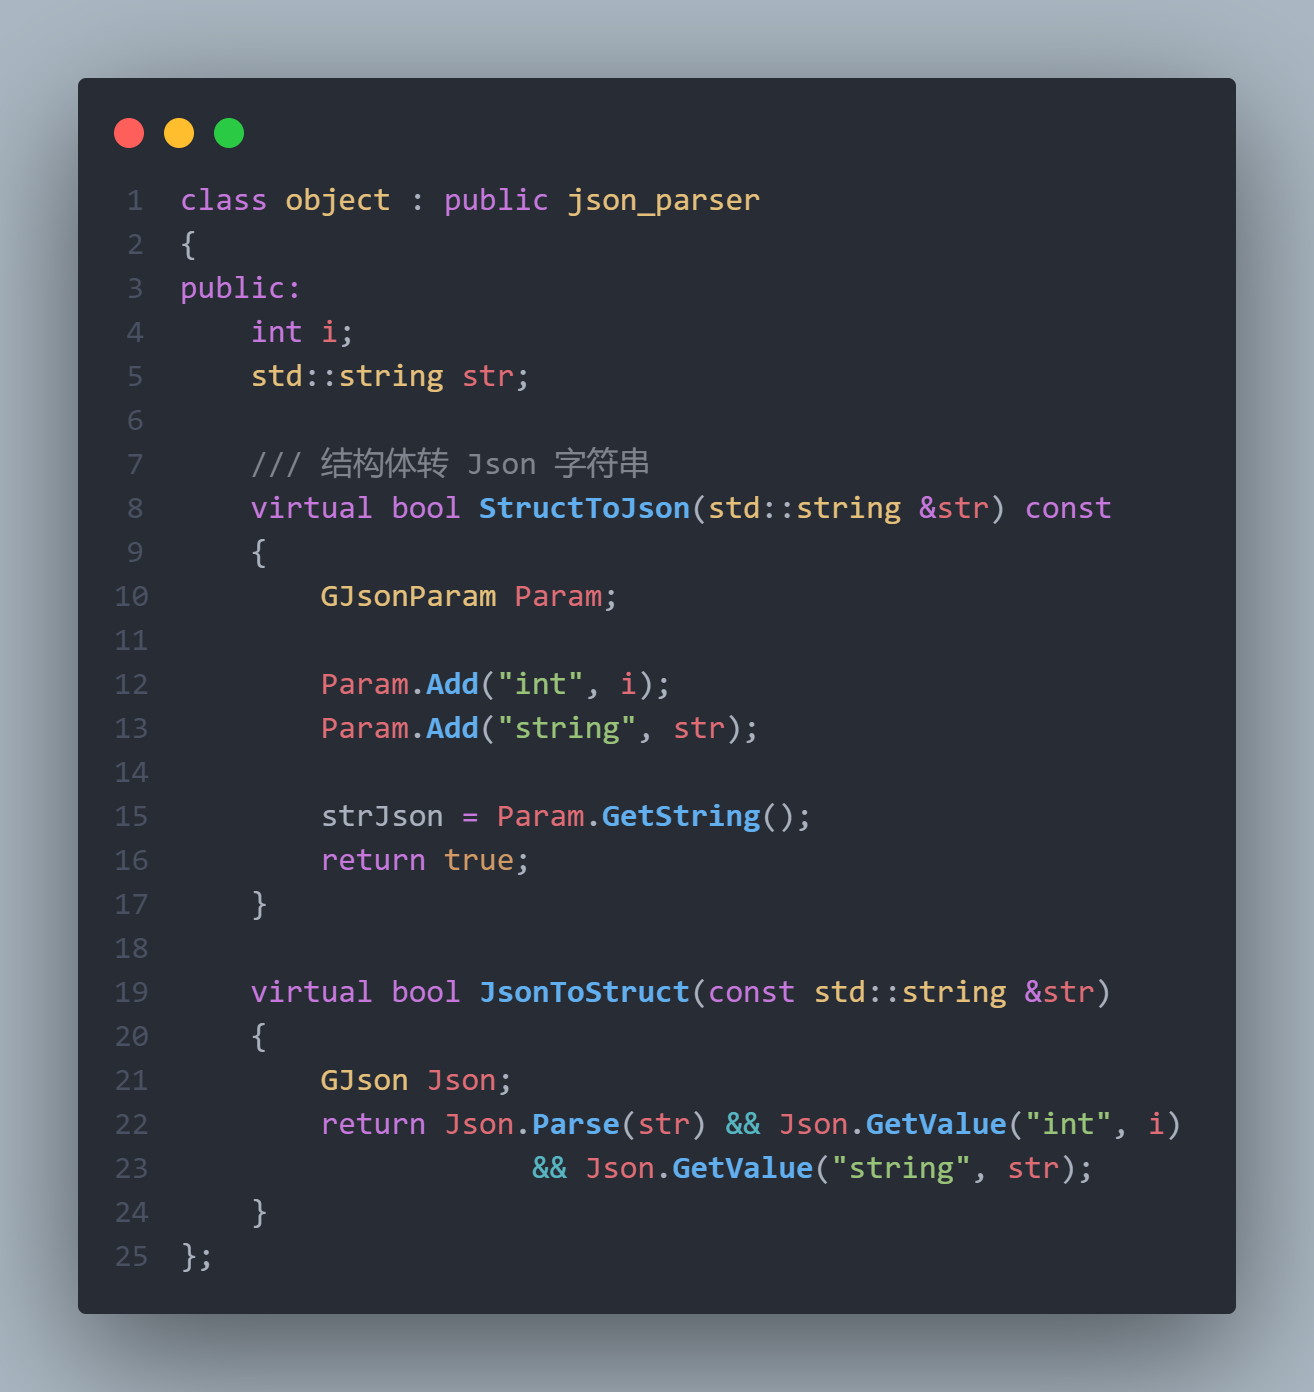 1 class object : public json_parser
2 {
3 public:
4     int i;
5     std::string str;
6
7     /// 结构体转 Json 字符串
8     virtual bool StructToJson(std::string &str) const
9     {
10         GJsonParam Param;
11
12         Param.Add("int", i);
13         Param.Add("string", str);
14
15         strJson = Param.GetString();
16         return true;
17     }
18
19     virtual bool JsonToStruct(const std::string &str)
20     {
21         GJson Json;
22         return Json.Parse(str) && Json.GetValue("int", i)
23                     && Json.GetValue("string", str);
24     }
25 };